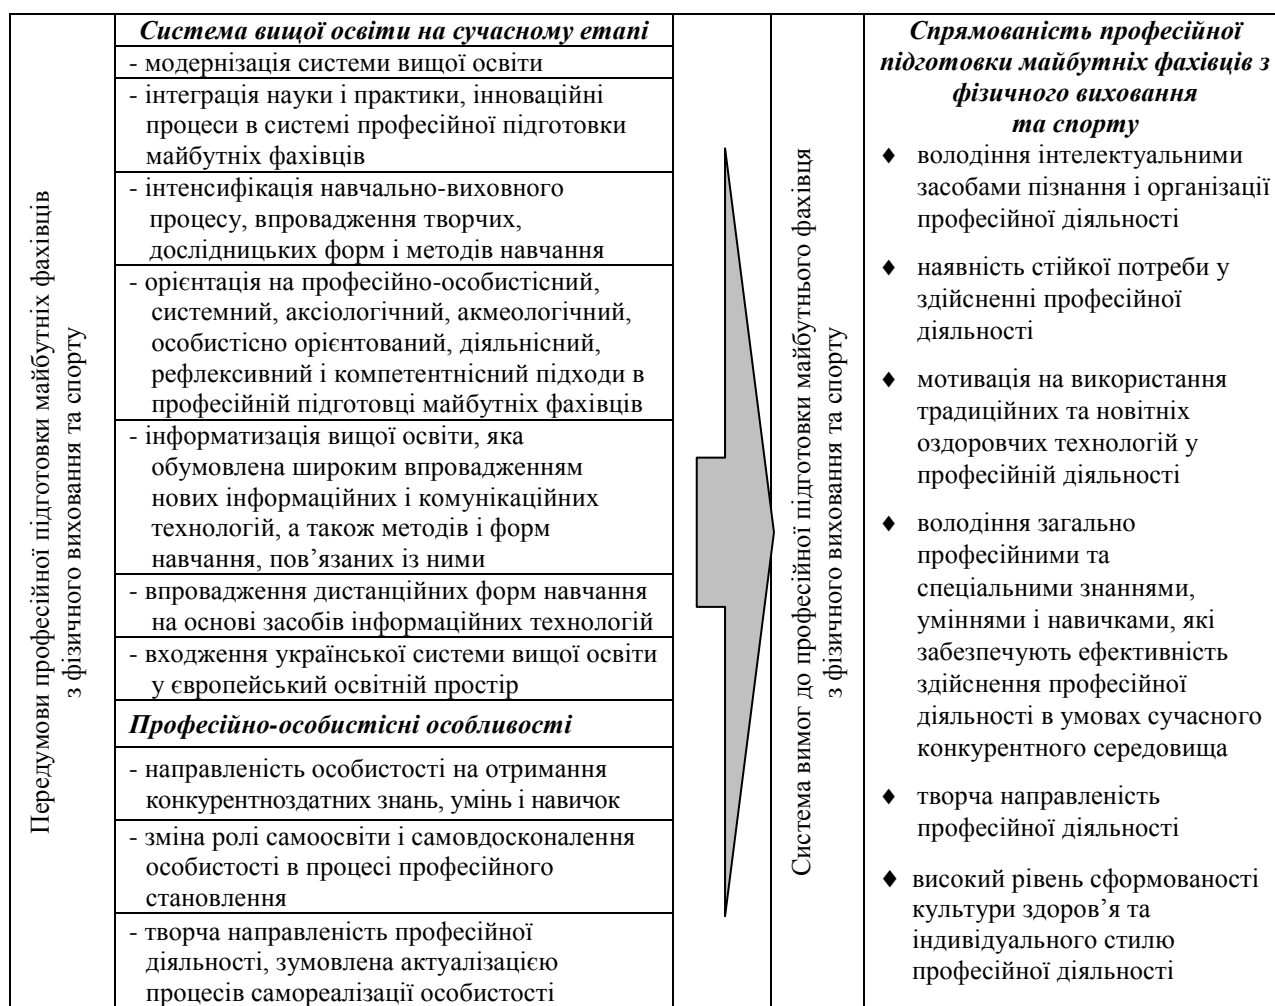 Передумови професійної підготовки майбутніх фахівців
з фізичного виховання та спорту
Система вищої освіти на сучасному етапі
- модернізація системи вищої освіти
- інтеграція науки і практики, інноваційні
процеси в системі професійної підготовки
майбутніх фахівців
- інтенсифікація навчально-виховного
процесу, впровадження творчих,
дослідницьких форм і методів навчання
- орієнтація на професійно-особистісний,
системний, аксіологічний, акмеологічний,
особистісно орієнтований, діяльнісний,
рефлексивний і компетентнісний підходи в
професійній підготовці майбутніх фахівців
- інформатизація вищої освіти, яка
обумовлена широким впровадженням
нових інформаційних і комунікаційних
технологій, а також методів і форм
навчання, пов’язаних із ними
- впровадження дистанційних форм навчання
на основі засобів інформаційних технологій
- входження української системи вищої освіти
у європейський освітній простір
Професійно-особистісні особливості
- направленість особистості на отримання
конкурентноздатних знань, умінь і навичок
- зміна ролі самоосвіти і самовдосконалення
особистості в процесі професійного
становлення
- творча направленість професійної
діяльності, зумовлена актуалізацією
процесів самореалізації особистості
Система вимог до професійної підготовки майбутнього фахівця
з фізичного виховання та спорту
Спрямованість професійної
підготовки майбутніх фахівців з
фізичного виховання
та спорту
♦ володіння інтелектуальними
засобами пізнання і організації
професійної діяльності
♦ наявність стійкої потреби у
здійсненні професійної
діяльності
♦ мотивація на використання
традиційних та новітніх
оздоровчих технологій у
професійній діяльності
♦ володіння загально
професійними та
спеціальними знаннями,
уміннями і навичками, які
забезпечують ефективність
здійснення професійної
діяльності в умовах сучасного
конкурентного середовища
♦ творча направленість
професійної діяльності
♦ високий рівень сформованості
культури здоров’я та
індивідуального стилю
професійної діяльності